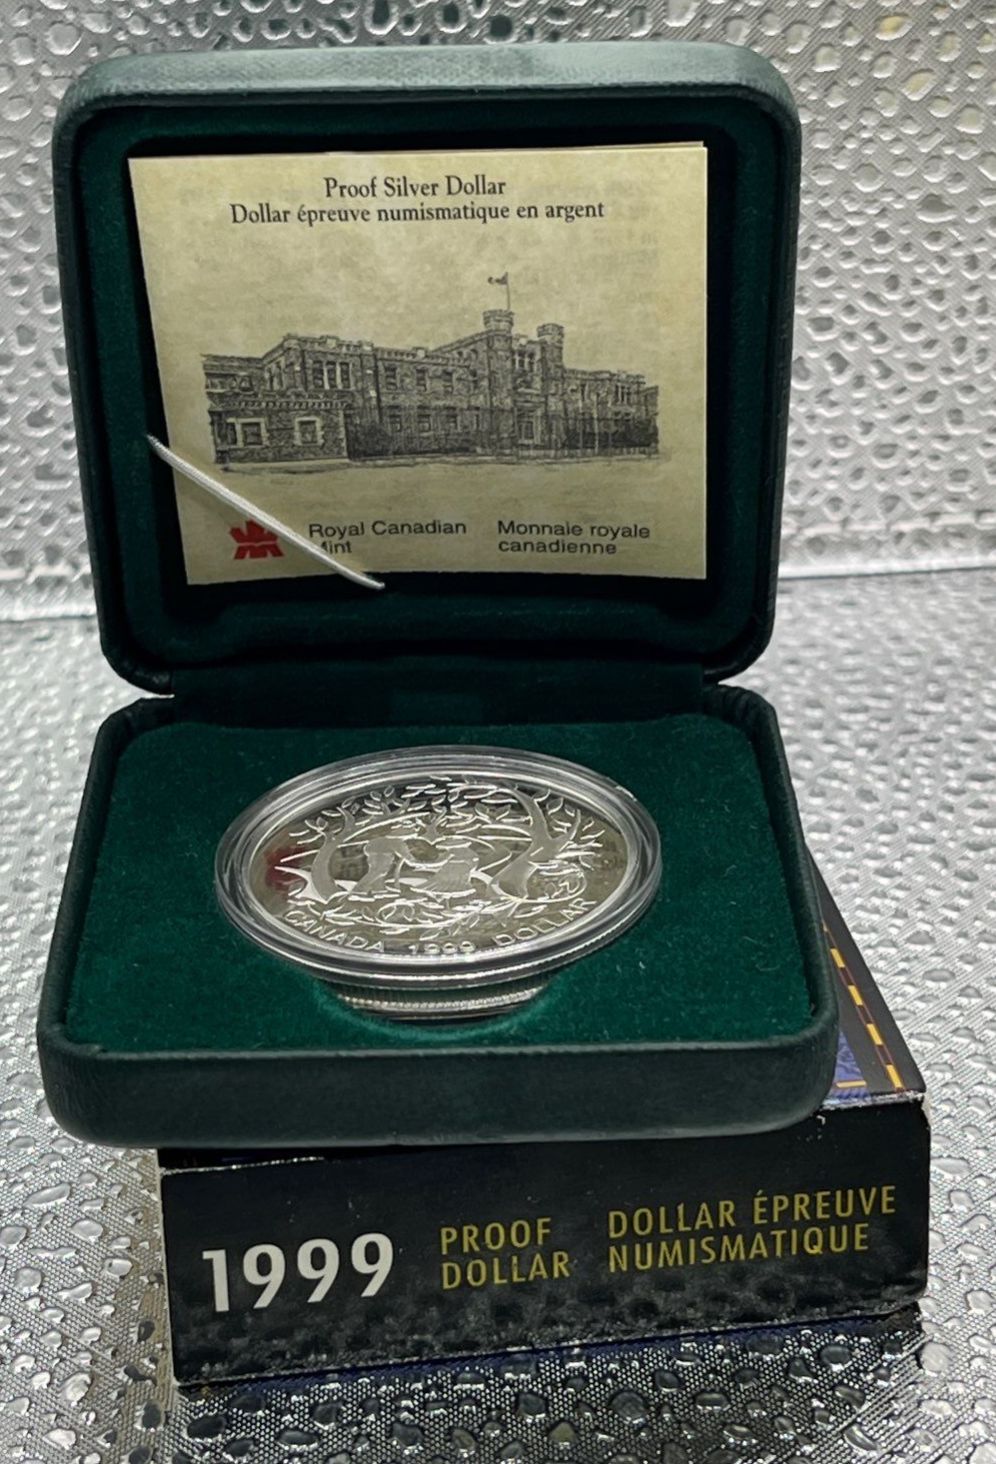 Proof Silver Dollar
Dollar épreuve numismatique en argent
Royal Canadian
Mint
Monnaie royale
canadienne
CANADA 1999 DOLLAR
1999
PROOF
DOLLAR
DOLLAR ÉPREUVE
NUMISMATIQUE